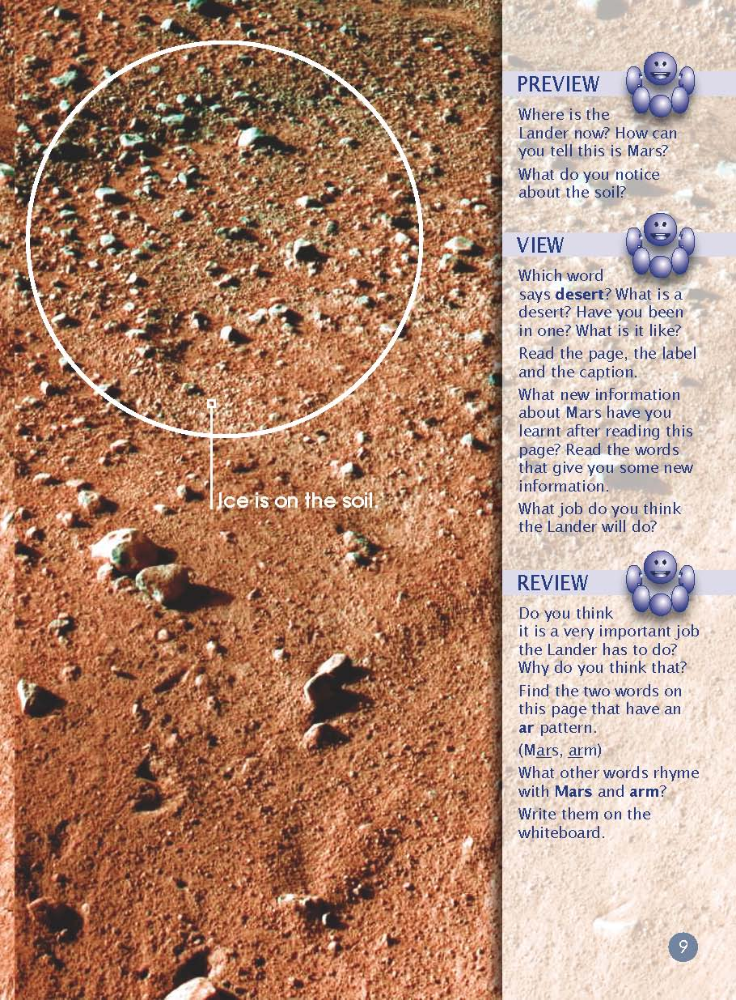 Ice is on the soil.
PREVIEW
Where is the
Lander now? How can
you tell this is Mars?
What do you notice
about the soil?
VIEW
Which word
says desert? What is a
desert? Have you been
in one? What is it like?
Read the page, the label
and the caption.
What new information
about Mars have you
learnt after reading this
page? Read the words
that give you some new
information.
What job do you think
the Lander will do?
REVIEW
Do you think
it is a very important job
the Lander has to do?
Why do you think that?
Find the two words on
this page that have an
ar pattern.
(Mars, arm)
What other words rhyme
with Mars and arm?
Write them on the
whiteboard.
9